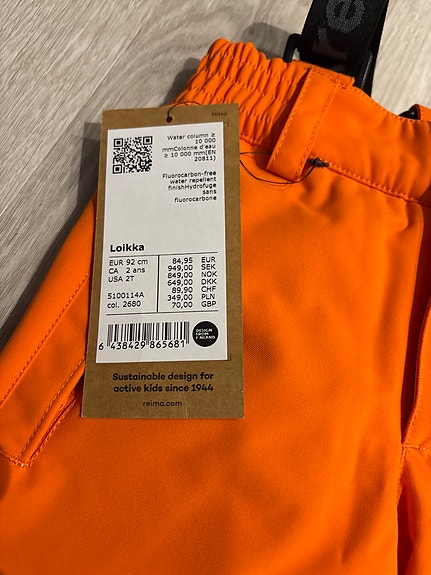 reima
Water column ≥
10 000
mmColonne d'eau
≥ 10 000 mm(EN
20811)
Fluorocarbon-free
water repellent
finishHydrofuge
sans
fluorocarbone
Loikka
EUR 92 cm 84,95 EUR
CA 2 ans 949,00 SEK
USA 2T 849,00 NOK
649,00 DKK
5100114A 89,90 CHF
col. 2680 349,00 PLN
70,00 GBP
6 438429 865681
DESIGN
FROM
FINLAND
Sustainable design for
active kids since 1944
reima.com